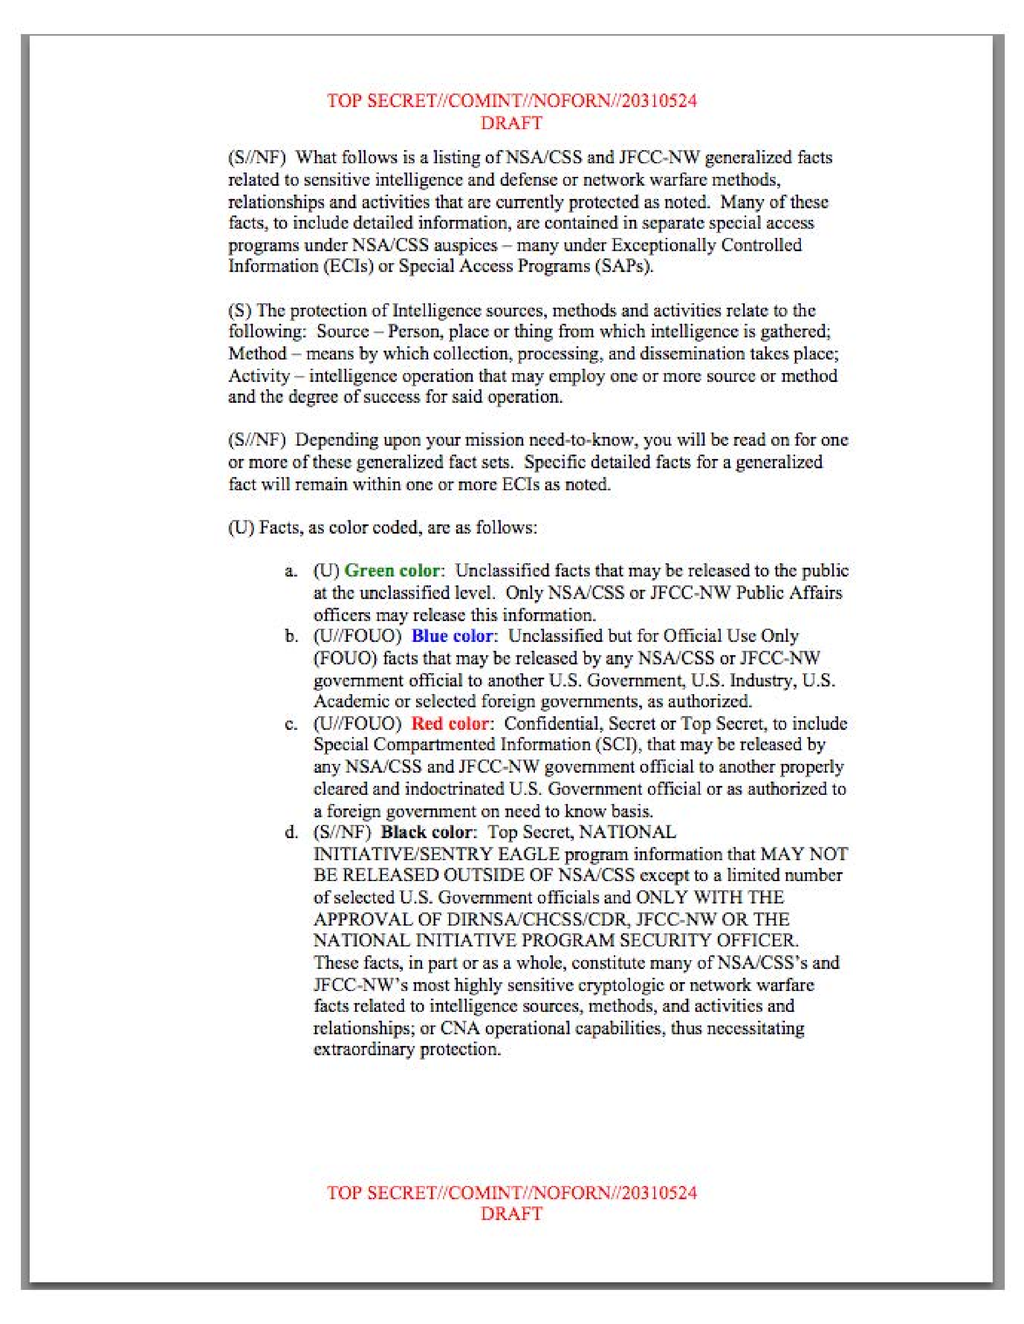 TOP SECRET//COMINT//NOFORN//20310524
DRAFT
(S//NF) What follows is a listing of NSA/CSS and JFCC-NW generalized facts
related to sensitive intelligence and defense or network warfare methods,
relationships and activities that are currently protected as noted. Many of these
facts, to include detailed information, are contained in separate special access
programs under NSA/CSS auspices – many under Exceptionally Controlled
Information (ECIs) or Special Access Programs (SAPs).
(S) The protection of Intelligence sources, methods and activities relate to the
following: Source – Person, place or thing from which intelligence is gathered;
Method – means by which collection, processing, and dissemination takes place;
Activity – intelligence operation that may employ one or more source or method
and the degree of success for said operation.
(S//NF) Depending upon your mission need-to-know, you will be read on for one
or more of these generalized fact sets. Specific detailed facts for a generalized
fact will remain within one or more ECIs as noted.
(U) Facts, as color coded, are as follows:
a. (U) Green color: Unclassified facts that may be released to the public
at the unclassified level. Only NSA/CSS or JFCC-NW Public Affairs
officers may release this information.
b. (U//FOUO) Blue color: Unclassified but for Official Use Only
(FOUO) facts that may be released by any NSA/CSS or JFCC-NW
government official to another U.S. Government, U.S. Industry, U.S.
Academic or selected foreign governments, as authorized.
c. (U//FOUO) Red color: Confidential, Secret or Top Secret, to include
Special Compartmented Information (SCI), that may be released by
any NSA/CSS and JFCC-NW government official to another properly
cleared and indoctrinated U.S. Government official or as authorized to
a foreign government on need to know basis.
d. (S//NF) Black color: Top Secret, NATIONAL
INITIATIVE/SENTRY EAGLE program information that MAY NOT
BE RELEASED OUTSIDE OF NSA/CSS except to a limited number
of selected U.S. Government officials and ONLY WITH THE
APPROVAL OF DIRNSA/CHCSS/CDR, JFCC-NW OR THE
NATIONAL INITIATIVE PROGRAM SECURITY OFFICER.
These facts, in part or as a whole, constitute many of NSA/CSS's and
JFCC-NW's most highly sensitive cryptologic or network warfare
facts related to intelligence sources, methods, and activities and
relationships; or CNA operational capabilities, thus necessitating
extraordinary protection.
TOP SECRET//COMINT//NOFORN//20310524
DRAFT